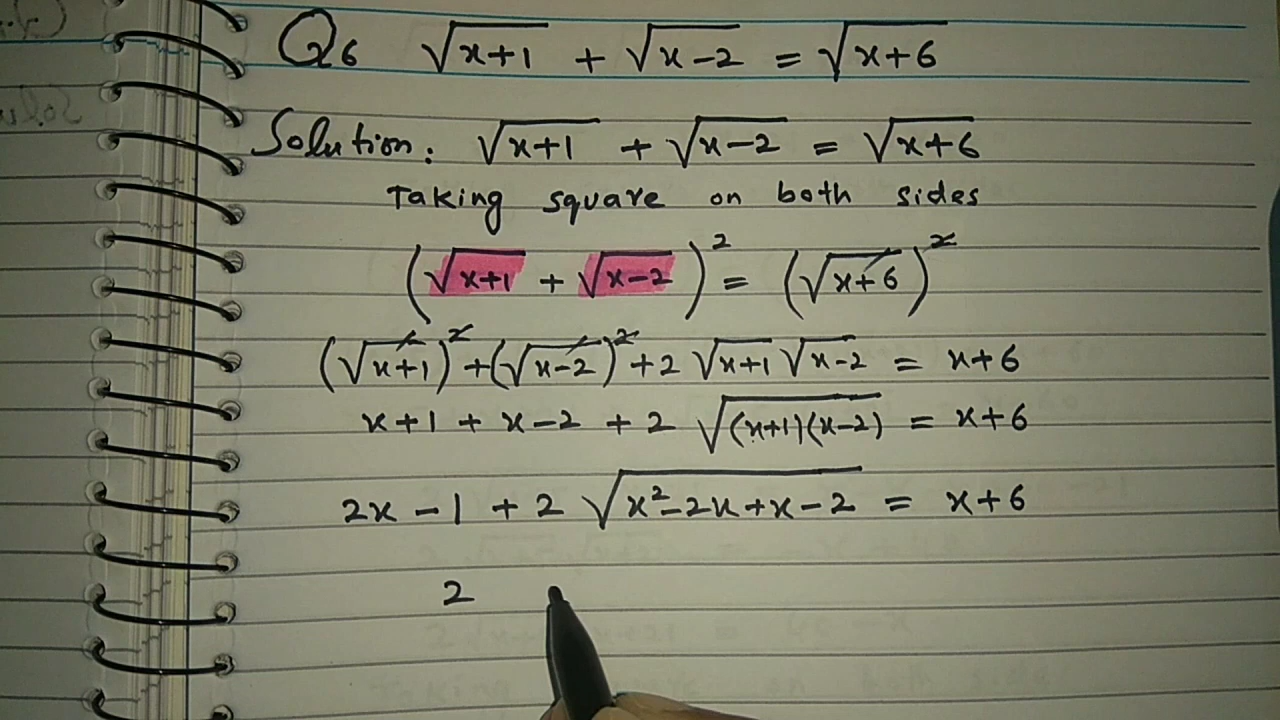 Q6 √(x+1) + √(x-2) = √(x+6)
Solution: √(x+1) + √(x-2) = √(x+6)
Taking square on both sides
(√(x+1) + √(x-2))² = (√(x+6))²
(√(x+1))² + (√(x-2))² + 2 √(x+1) √(x-2) = x+6
x+1 + x-2 + 2 √((x+1)(x-2)) = x+6
2x - 1 + 2 √(x²-2x+x-2) = x+6
2